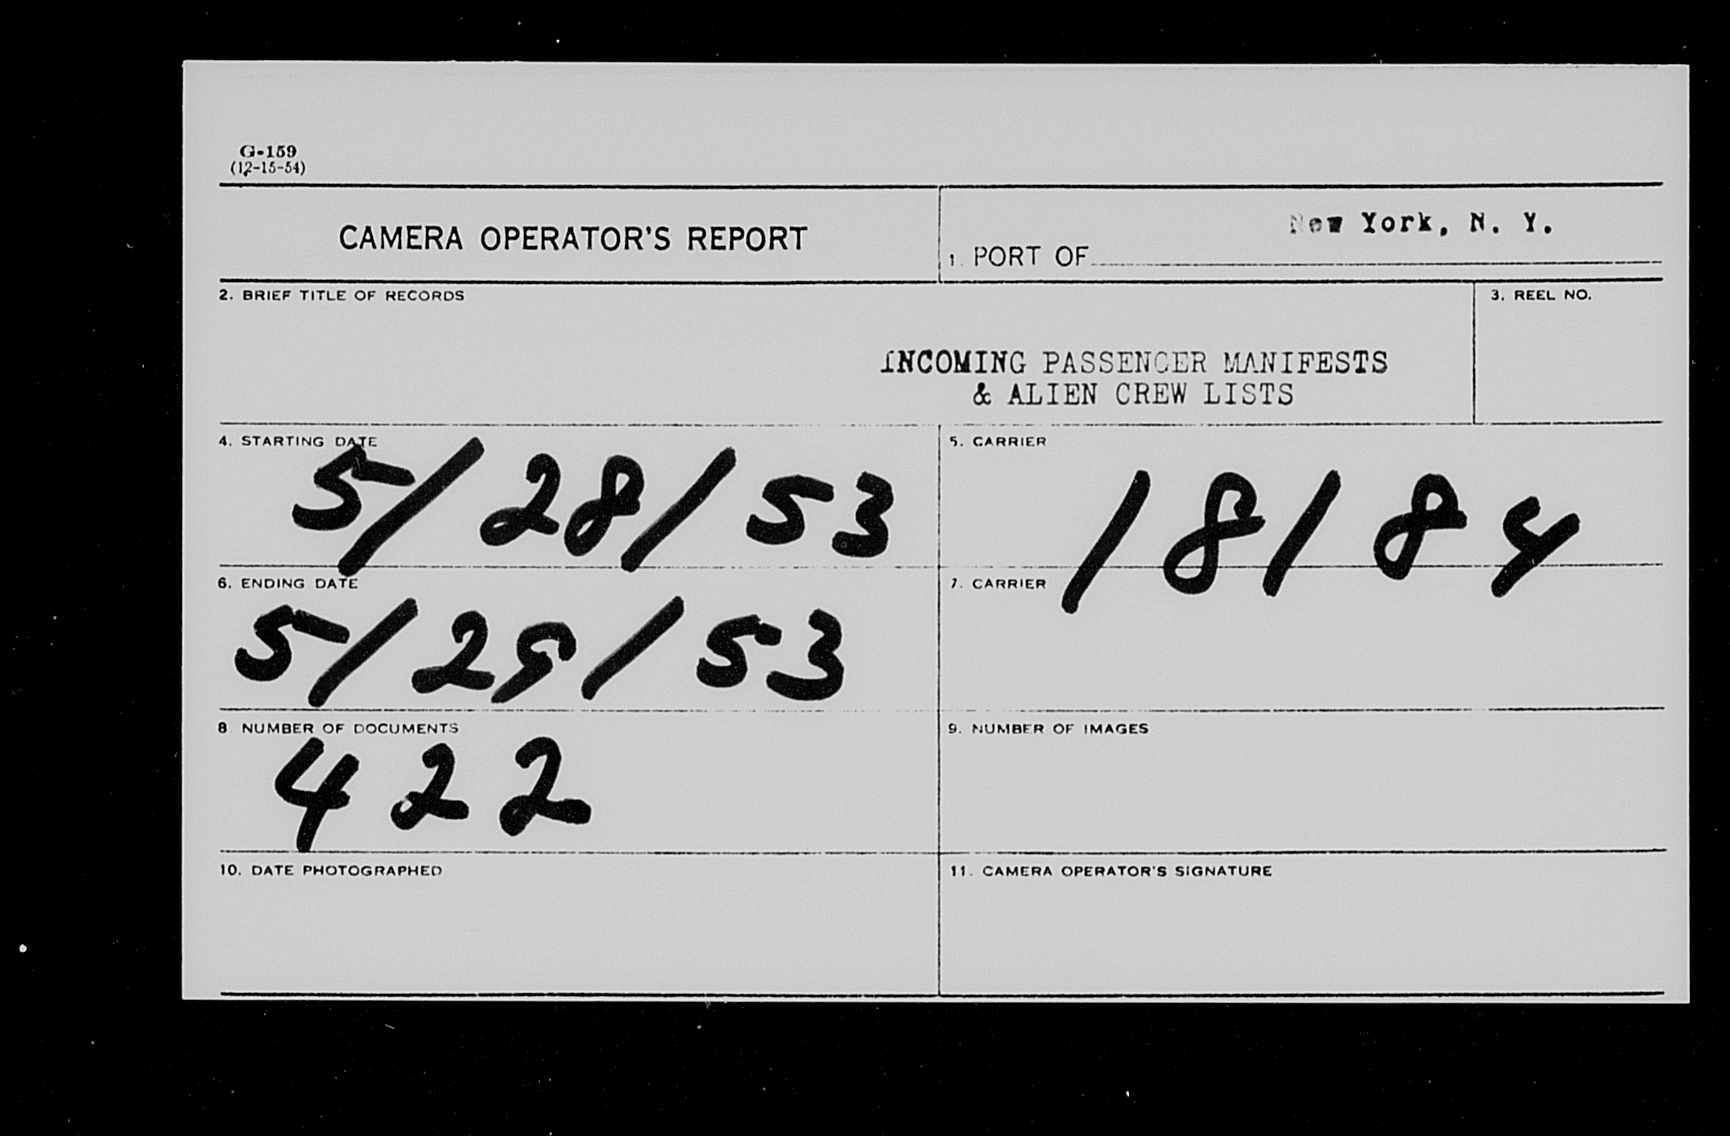 G-159
(12-15-54)
CAMERA OPERATOR'S REPORT
1. PORT OF New York, N. Y.
2. BRIEF TITLE OF RECORDS
INCOMING PASSENGER MANIFESTS
& ALIEN CREW LISTS
3. REEL NO.
4. STARTING DATE
5/28/53
5. CARRIER
18184
6. ENDING DATE
5/29/53
7. CARRIER
8. NUMBER OF DOCUMENTS
422
9. NUMBER OF IMAGES
10. DATE PHOTOGRAPHED
11. CAMERA OPERATOR'S SIGNATURE